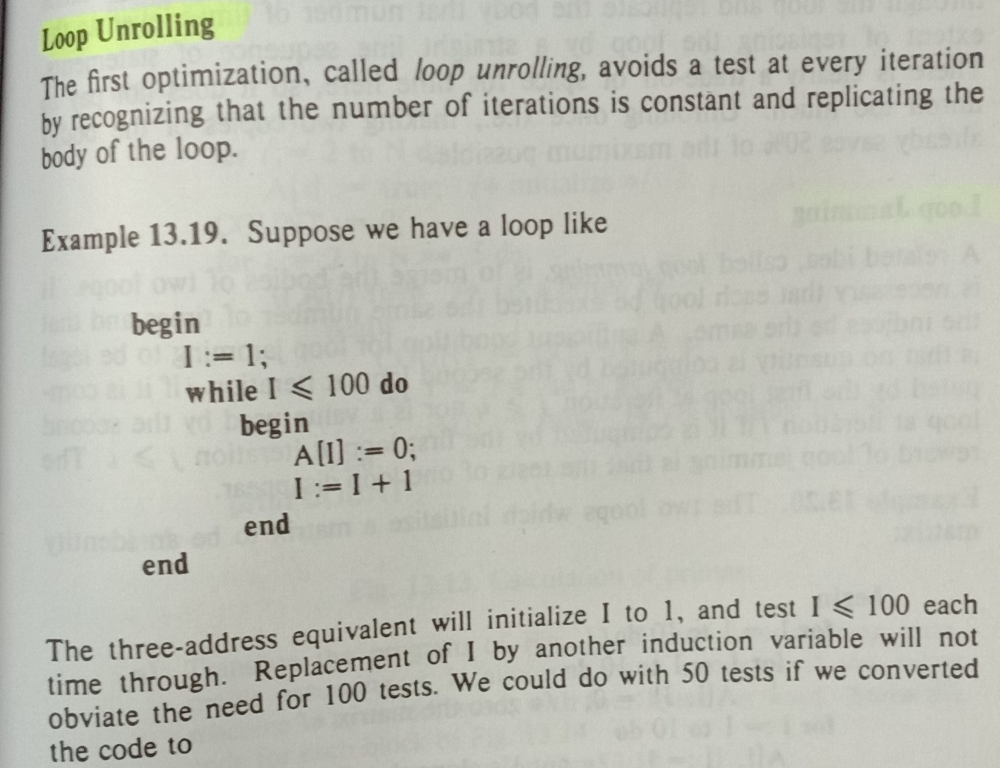 Loop Unrolling
The first optimization, called loop unrolling, avoids a test at every iteration
by recognizing that the number of iterations is constant and replicating the
body of the loop.
Example 13.19. Suppose we have a loop like
begin
I := 1;
while I ⩽ 100 do
begin
A[I] := 0;
I := I + 1
end
end
The three-address equivalent will initialize I to 1, and test I ⩽ 100 each
time through. Replacement of I by another induction variable will not
obviate the need for 100 tests. We could do with 50 tests if we converted
the code to